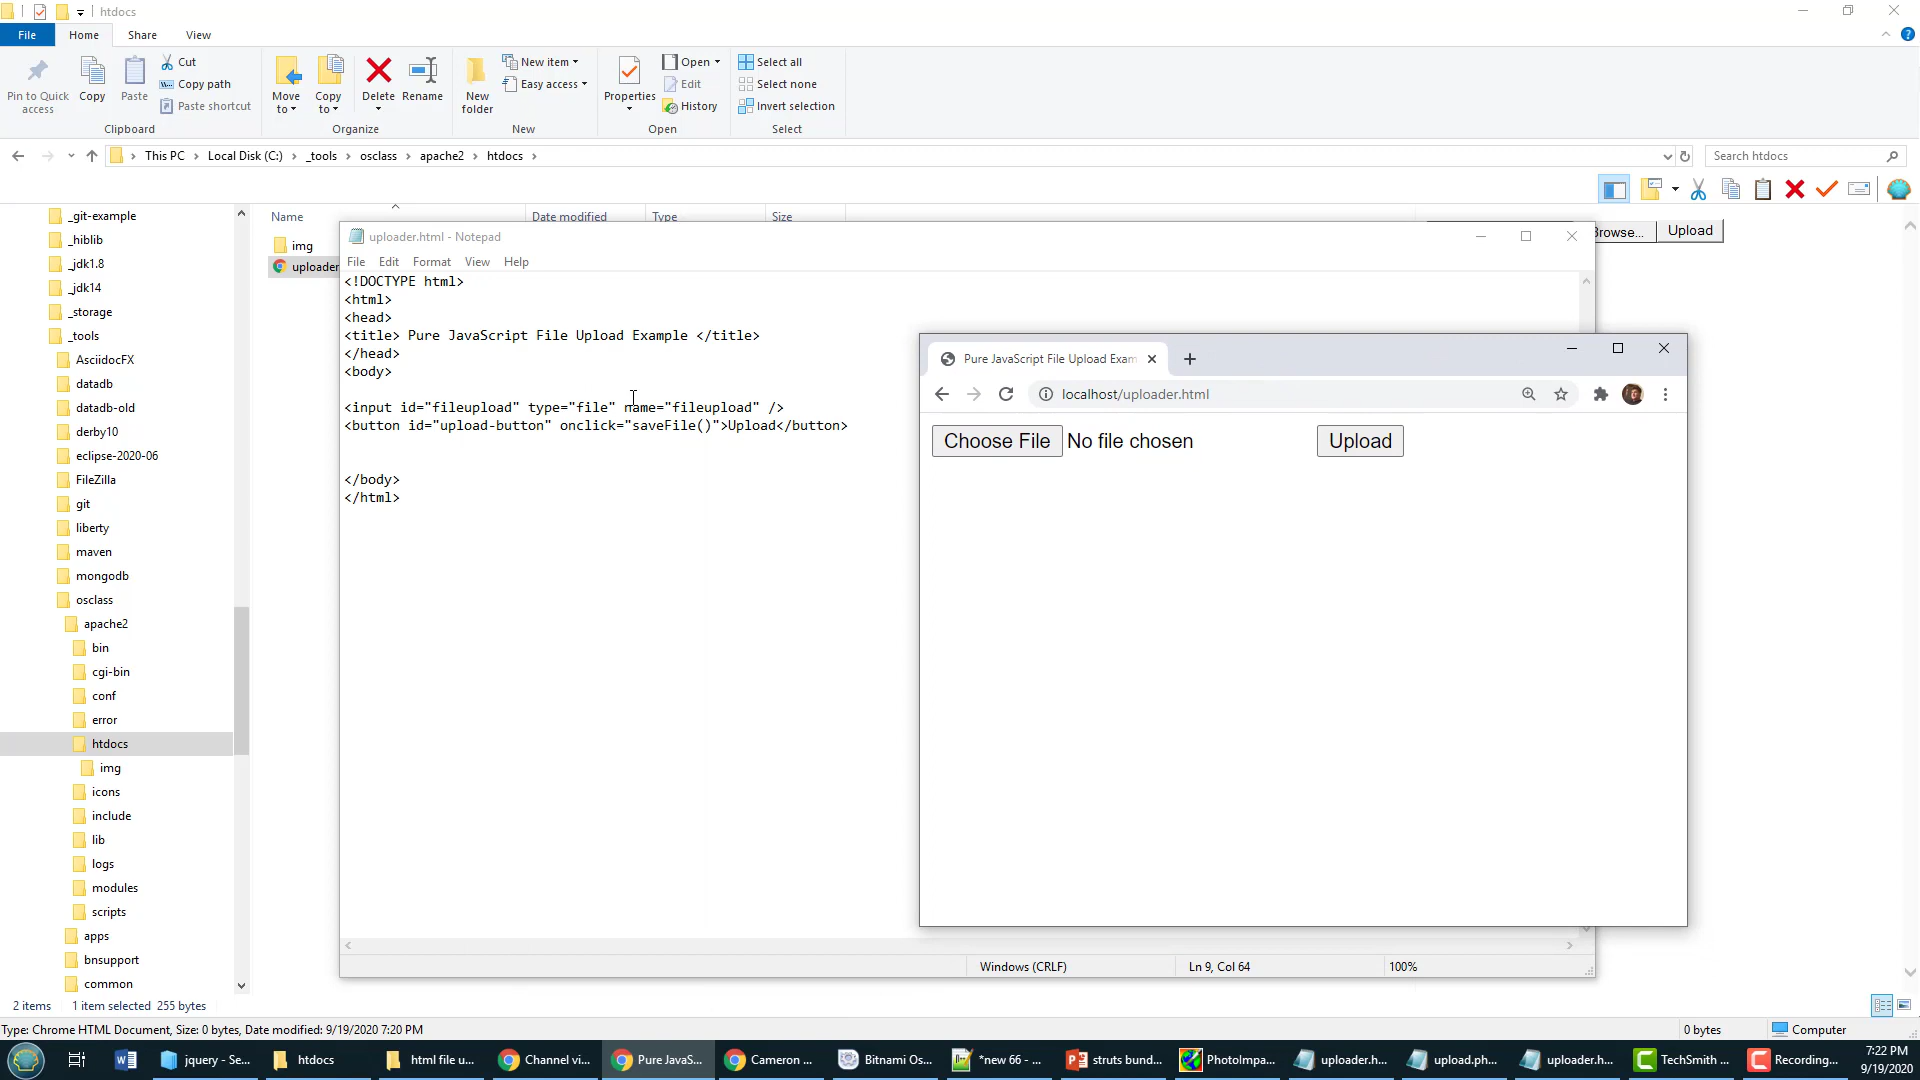 htdocs
File Home Share View
Pin to Quick access
Copy
Paste
Cut
Copy path
Paste shortcut
Clipboard
Move to
Copy to
Delete
Rename
Organize
New folder
New item
Easy access
New
Properties
Open
Edit
History
Open
Select all
Select none
Invert selection
Select
This PC > Local Disk (C:) > _tools > osclass > apache2 > htdocs >
Search htdocs
_git-example
_hiblib
_jdk1.8
_jdk14
_storage
_tools
AsciidocFX
datadb
datadb-old
derby10
eclipse-2020-06
FileZilla
git
liberty
maven
mongodb
osclass
apache2
bin
cgi-bin
conf
error
htdocs
img
icons
include
lib
logs
modules
scripts
apps
bnsupport
common
Name Date modified Type Size
img
uploader
Browse... Upload
uploader.html - Notepad
File Edit Format View Help
<!DOCTYPE html>
<html>
<head>
<title> Pure JavaScript File Upload Example </title>
</head>
<body>
<input id="fileupload" type="file" name="fileupload" />
<button id="upload-button" onclick="saveFile()">Upload</button>
</body>
</html>
Windows (CRLF) Ln 9, Col 64 100%
Pure JavaScript File Upload Exam
localhost/uploader.html
Choose File No file chosen Upload
2 items 1 item selected 255 bytes
Type: Chrome HTML Document, Size: 0 bytes, Date modified: 9/19/2020 7:20 PM
0 bytes Computer
jquery - Se...
htdocs
html file u...
Channel vi...
Pure JavaS...
Cameron ...
Bitnami Os...
*new 66 - ...
struts bund...
PhotoImpa...
uploader.h...
upload.ph...
uploader.h...
TechSmith ...
Recording...
7:22 PM
9/19/2020